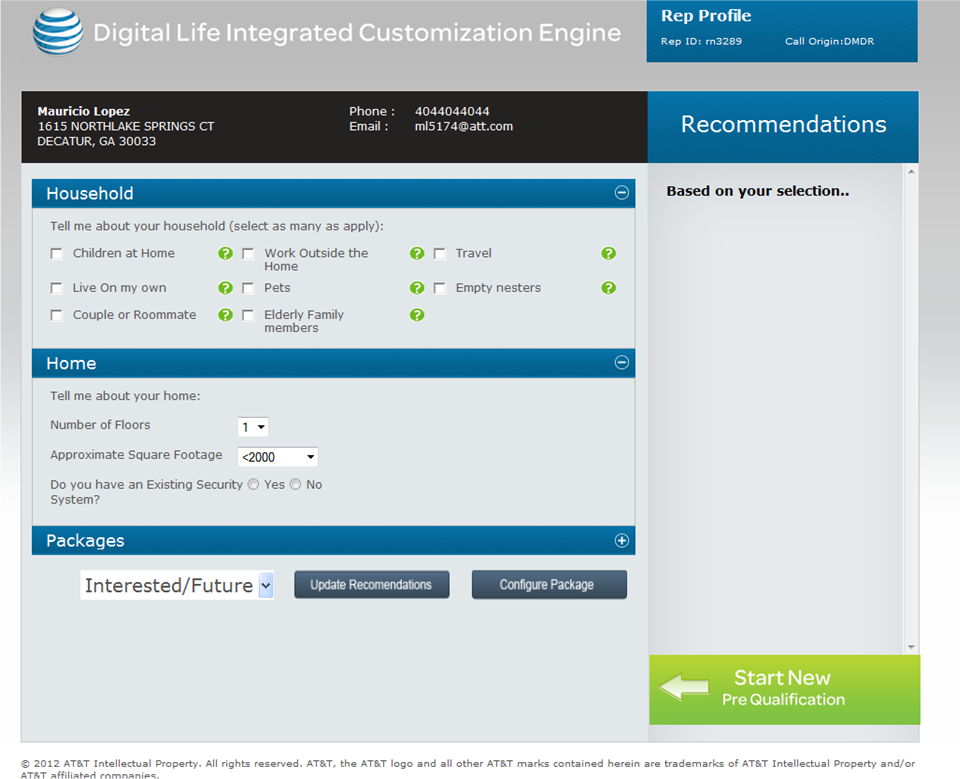 Digital Life Integrated Customization Engine
Rep Profile
Rep ID: rn3289 Call Origin:DMDR
Mauricio Lopez
1615 NORTHLAKE SPRINGS CT
DECATUR, GA 30033
Phone : 4044044044
Email : ml5174@att.com
Recommendations
Based on your selection..
Household
Tell me about your household (select as many as apply):
Children at Home ? Work Outside the Home ? Travel ?
Live On my own ? Pets ? Empty nesters ?
Couple or Roommate ? Elderly Family members ?
Home
Tell me about your home:
Number of Floors 1
Approximate Square Footage <2000
Do you have an Existing Security Yes No
System?
Packages
Interested/Future Update Recomendations Configure Package
Start New
Pre Qualification
© 2012 AT&T Intellectual Property. All rights reserved. AT&T, the AT&T logo and all other AT&T marks contained herein are trademarks of AT&T Intellectual Property and/or
AT&T affiliated companies.